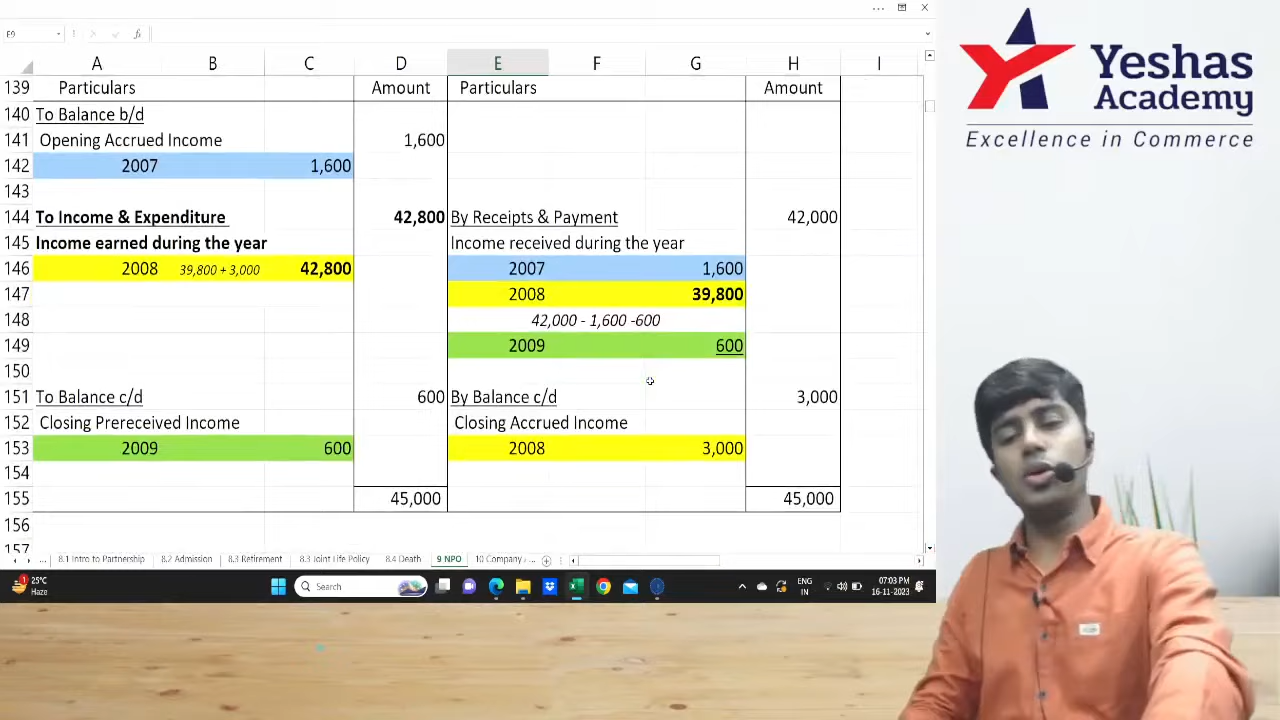 E9
fx
A B C D E F G H I
139 Particulars Amount Particulars Amount
140 To Balance b/d
141 Opening Accrued Income 1,600
142 2007 1,600
143
144 To Income & Expenditure 42,800 By Receipts & Payment 42,000
145 Income earned during the year Income received during the year
146 2008 39,800 + 3,000 42,800 2007 1,600
147 2008 39,800
148 42,000 - 1,600 -600
149 2009 600
150
151 To Balance c/d 600 By Balance c/d 3,000
152 Closing Prereceived Income Closing Accrued Income
153 2009 600 2008 3,000
154
155 45,000 45,000
156
157
... 8.1 Intro to Partnership 8.2 Admission 8.3 Retirement 8.3 Joint Life Policy 8.4 Death 9 NPO 10 Company ...
1 25°C
Haze
Search
ENG
IN
07:03 PM
16-11-2023
Yeshas
Academy
Excellence in Commerce